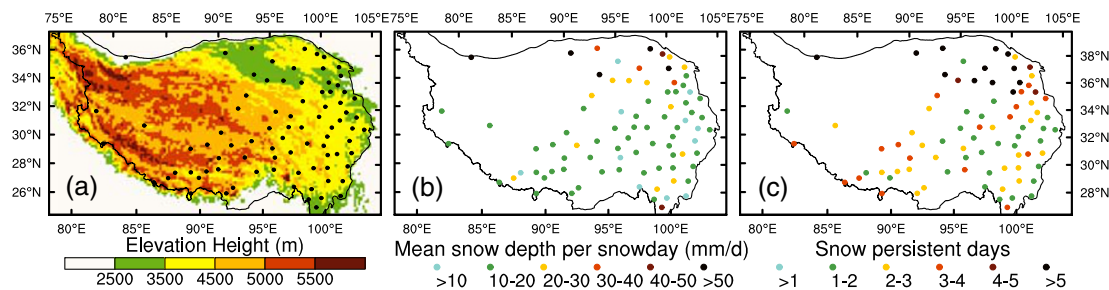 75°E 80°E 85°E 90°E 95°E 100°E 105°E 75°E 80°E 85°E 90°E 95°E 100°E 105°E 75°E 80°E 85°E 90°E 95°E 100°E 105°E
36°N 38°N
34°N 36°N
32°N 34°N
30°N 32°N
28°N 30°N
26°N 28°N
(a) (b) (c)
80°E 85°E 90°E 95°E 100°E 80°E 85°E 90°E 95°E 100°E 80°E 85°E 90°E 95°E 100°E
Elevation Height (m) Mean snow depth per snowday (mm/d) Snow persistent days
2500 3500 4500 5000 5500 >10 10-20 20-30 30-40 40-50 >50 >1 1-2 2-3 3-4 4-5 >5